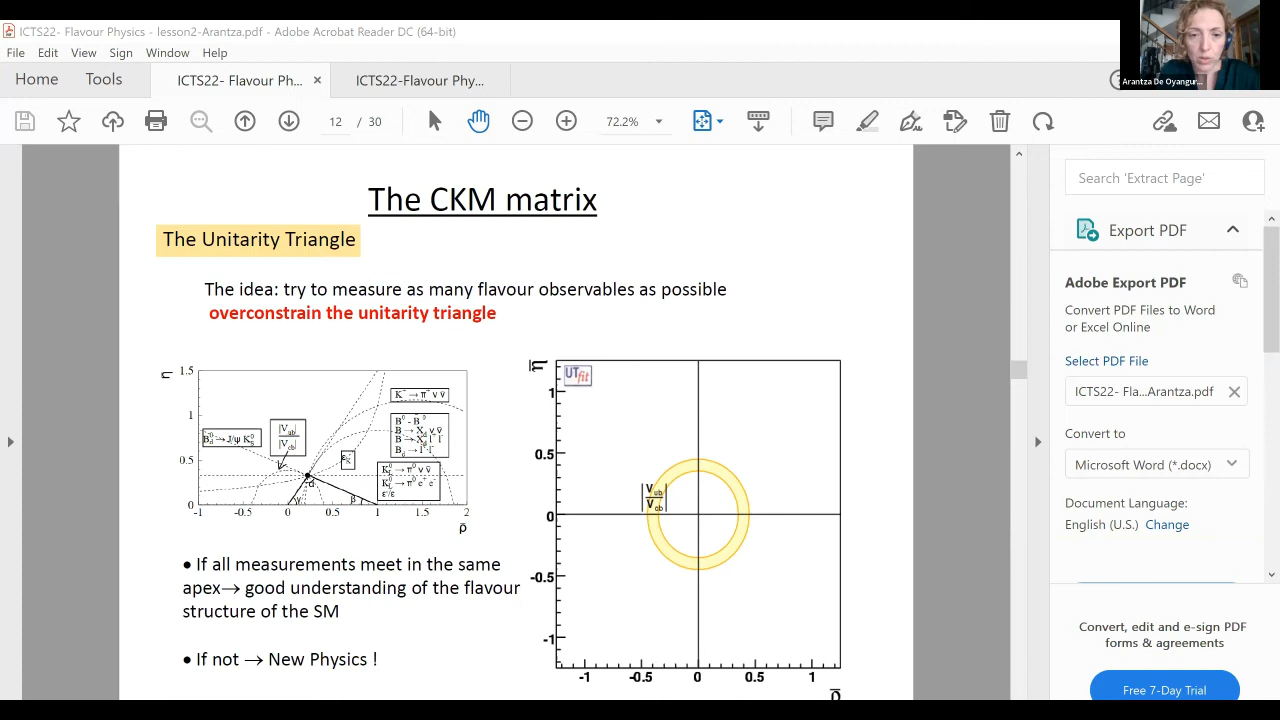 ICTS22- Flavour Physics - lesson2-Arantza.pdf - Adobe Acrobat Reader DC (64-bit)
File Edit View Sign Window Help
Home Tools ICTS22- Flavour Ph... × ICTS22-Flavour Phy...
12 / 30 72.2%
Arantza De Oyangur...
The CKM matrix
The Unitarity Triangle
The idea: try to measure as many flavour observables as possible
overconstrain the unitarity triangle
η
1.5
1
0.5
0
-1 -0.5 0 0.5 1 1.5 2
ρ̄
K⁺ → π⁺ ν ν̄
|Vub|
|Vcb|
εK
γ α β
• If all measurements meet in the same
apex→ good understanding of the flavour
structure of the SM
• If not → New Physics !
η̄
UTfit
1
0.5
0
-0.5
-1
|Vub/Vcb|
-1 -0.5 0 0.5 1
ρ̄
Search 'Extract Page'
Export PDF
Adobe Export PDF
Convert PDF Files to Word
or Excel Online
Select PDF File
ICTS22- Fla...Arantza.pdf ×
Convert to
Microsoft Word (*.docx)
Document Language:
English (U.S.) Change
Convert, edit and e-sign PDF
forms & agreements
Free 7-Day Trial